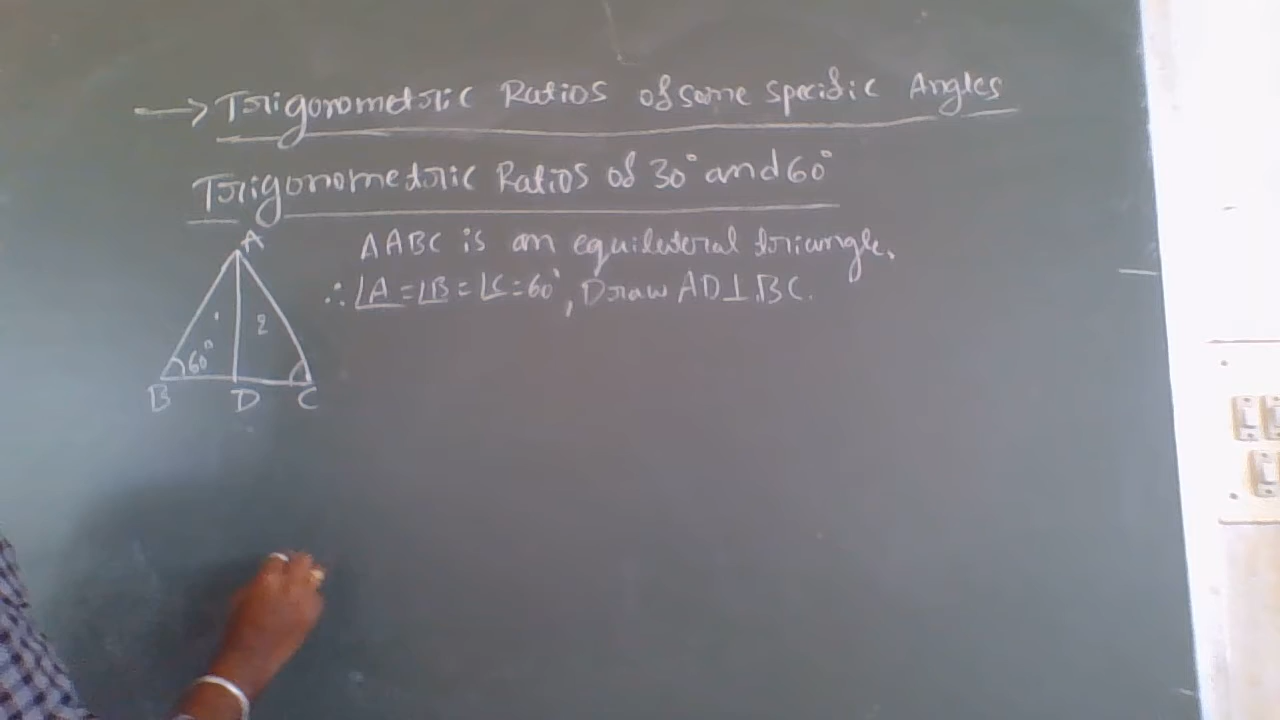 → Trigonometric Ratios of some specific Angles
Trigonometric Ratios of 30° and 60°
A
ΔABC is an equilateral triangle.
∴ ∠A = ∠B = ∠C = 60°, Draw AD⊥BC.
1 2
60°
B D C